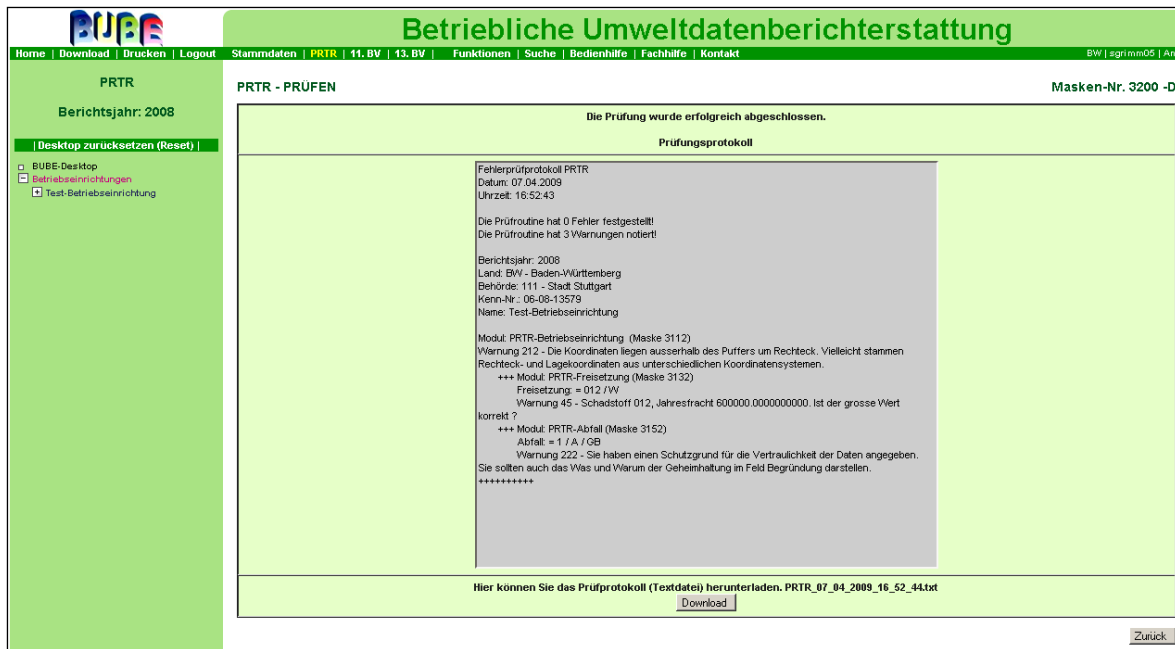 BUBE
Betriebliche Umweltdatenberichterstattung
Home | Download | Drucken | Logout
Stammdaten | PRTR | 11. BV | 13. BV | Funktionen | Suche | Bedienhilfe | Fachhilfe | Kontakt
BW | sgrimm05 | An
PRTR
Berichtsjahr: 2008
| Desktop zurücksetzen (Reset) |
BUBE-Desktop
Betriebseinrichtungen
Test-Betriebseinrichtung
PRTR - PRÜFEN
Masken-Nr. 3200 -D
Die Prüfung wurde erfolgreich abgeschlossen.
Prüfungsprotokoll
Fehlerprüfprotokoll PRTR
Datum: 07.04.2009
Uhrzeit: 16:52:43
Die Prüfroutine hat 0 Fehler festgestellt!
Die Prüfroutine hat 3 Warnungen notiert!
Berichtsjahr: 2008
Land: BW - Baden-Württemberg
Behörde: 111 - Stadt Stuttgart
Kenn-Nr.: 06-08-13579
Name: Test-Betriebseinrichtung
Modul: PRTR-Betriebseinrichtung (Maske 3112)
Warnung 212 - Die Koordinaten liegen ausserhalb des Puffers um Rechteck. Vielleicht stammen
Rechteck- und Lagekoordinaten aus unterschiedlichen Koordinatensystemen.
+++ Modul: PRTR-Freisetzung (Maske 3132)
Freisetzung: = 012 / W
Warnung 45 - Schadstoff 012, Jahresfracht 600000.0000000000. Ist der grosse Wert
korrekt ?
+++ Modul: PRTR-Abfall (Maske 3152)
Abfall: = 1 / A / GB
Warnung 222 - Sie haben einen Schutzgrund für die Vertraulichkeit der Daten angegeben.
Sie sollten auch das Was und Warum der Geheimhaltung im Feld Begründung darstellen.
++++++++++
Hier können Sie das Prüfprotokoll (Textdatei) herunterladen. PRTR_07_04_2009_16_52_44.txt
Download
Zurück